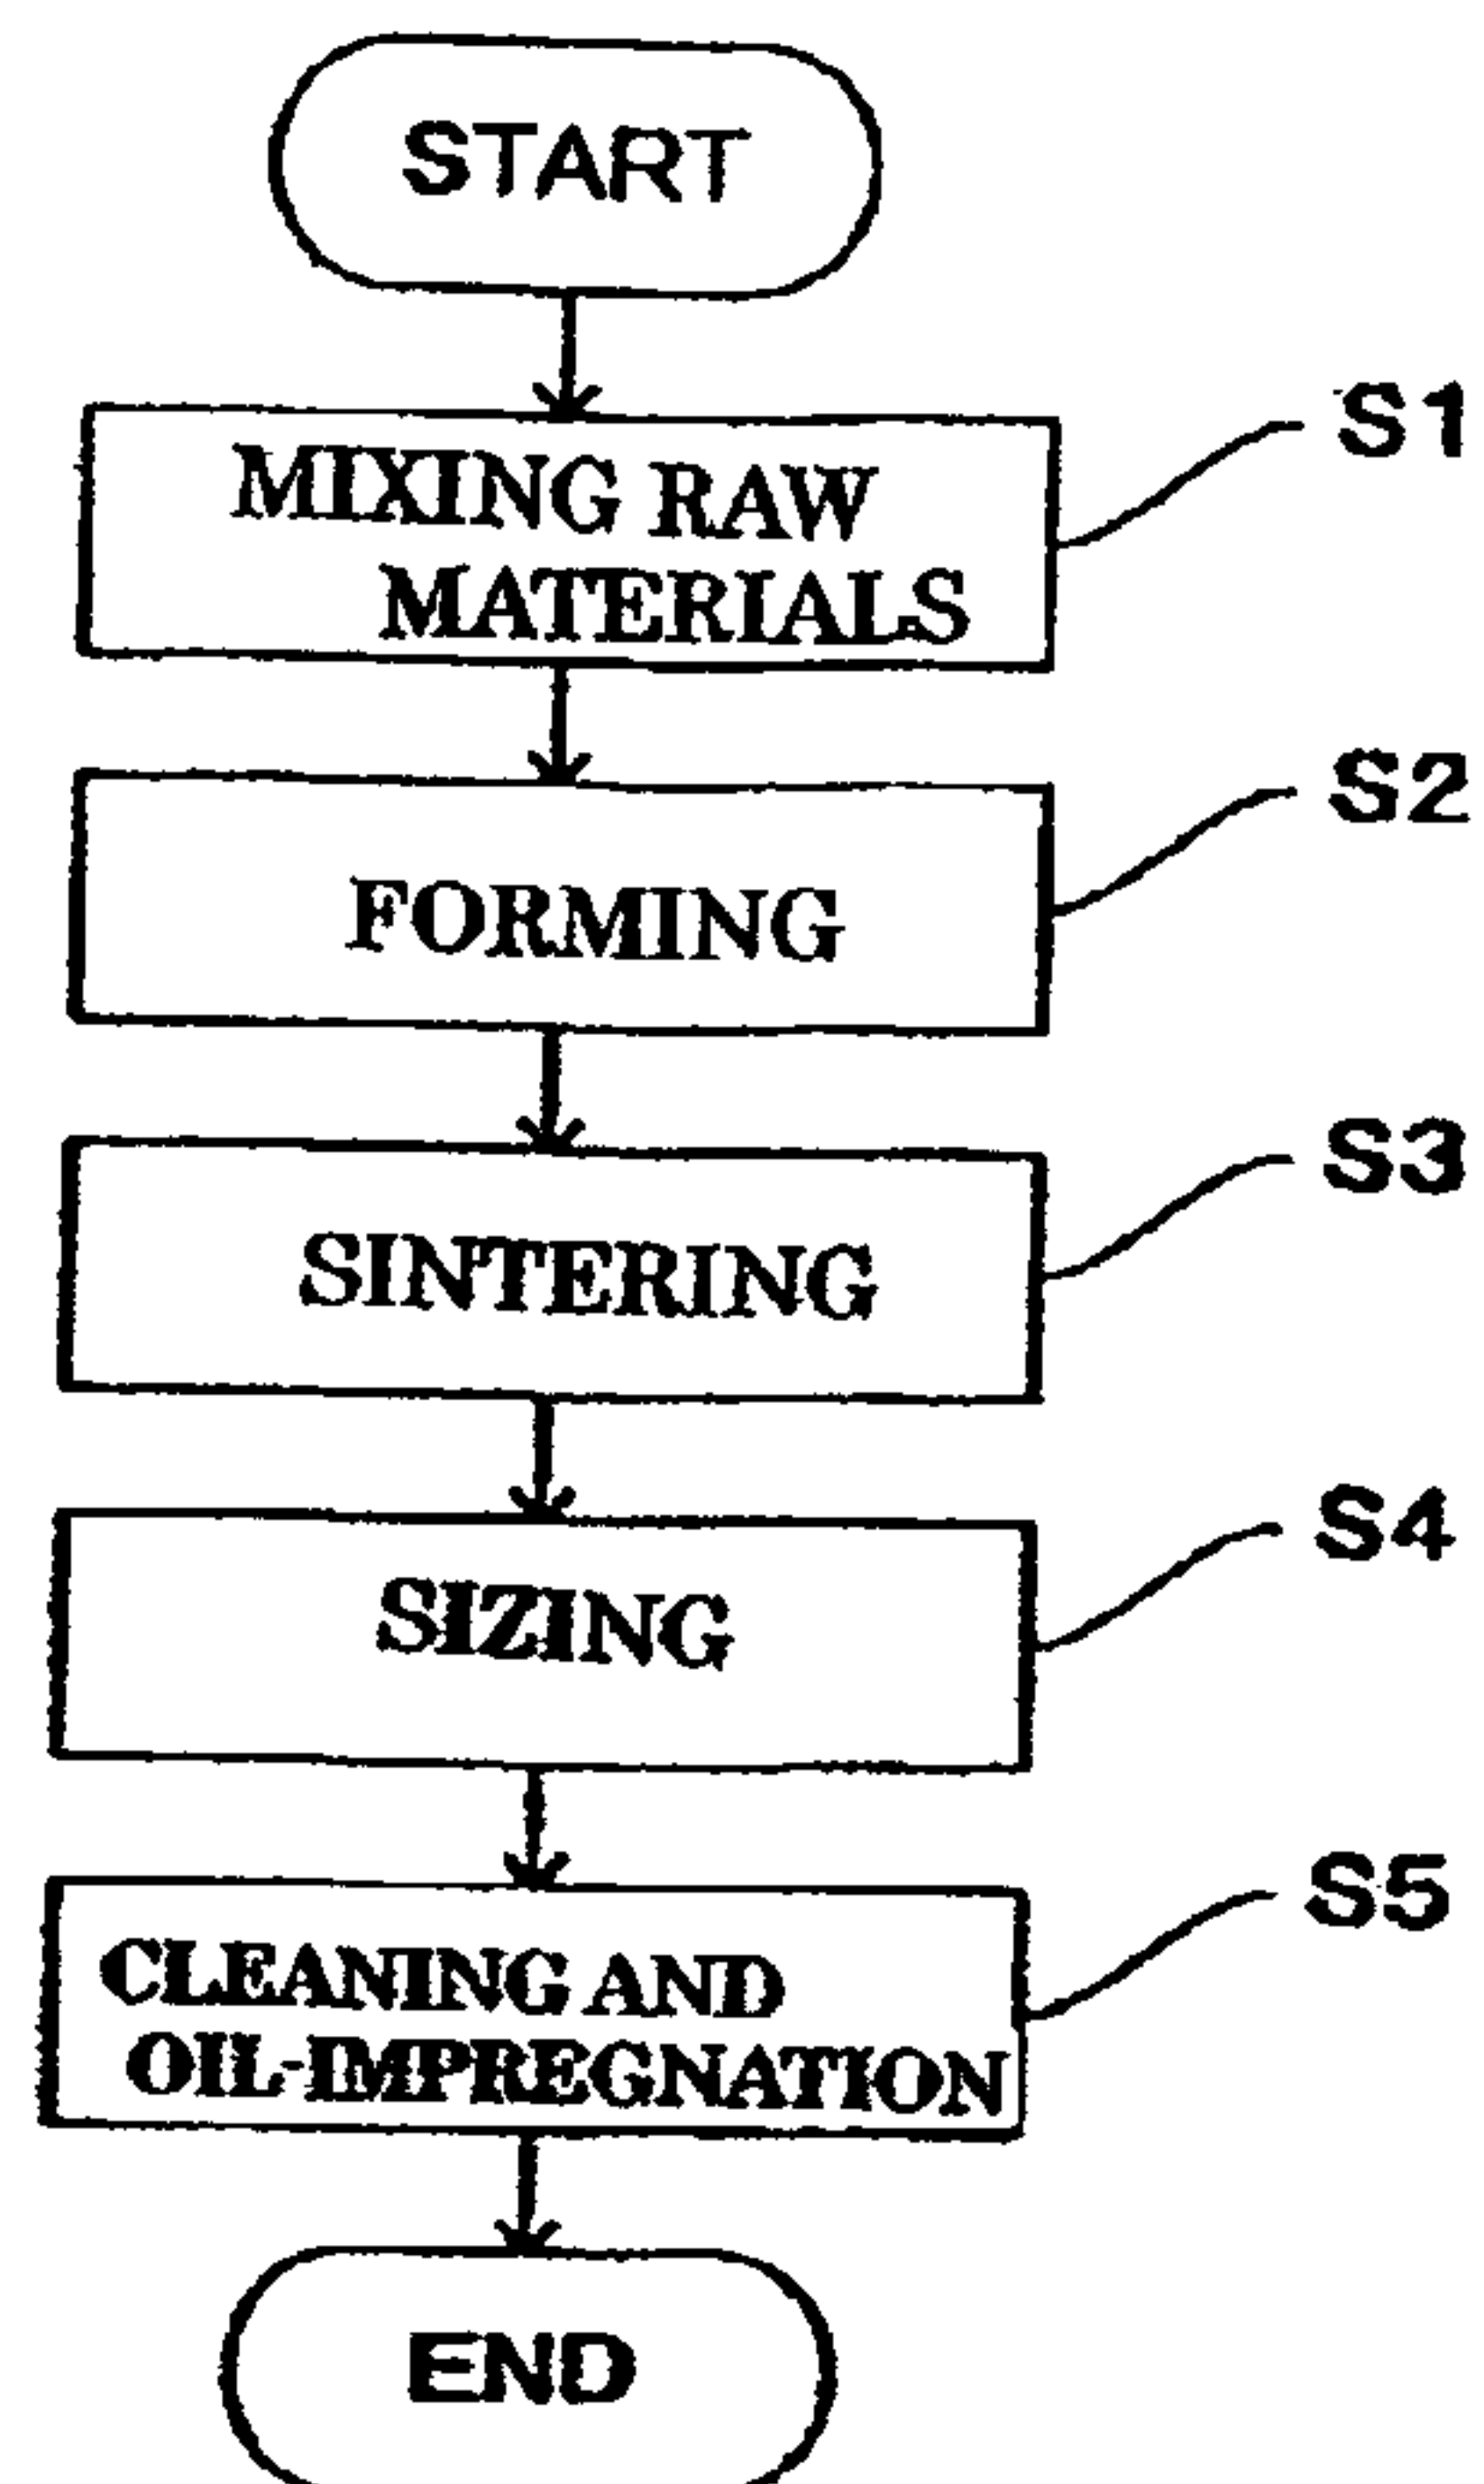 START
MIXING RAW
MATERIALS
S1
FORMING
S2
SINTERING
S3
SIZING
S4
CLEANING AND
OIL-IMPREGNATION
S5
END